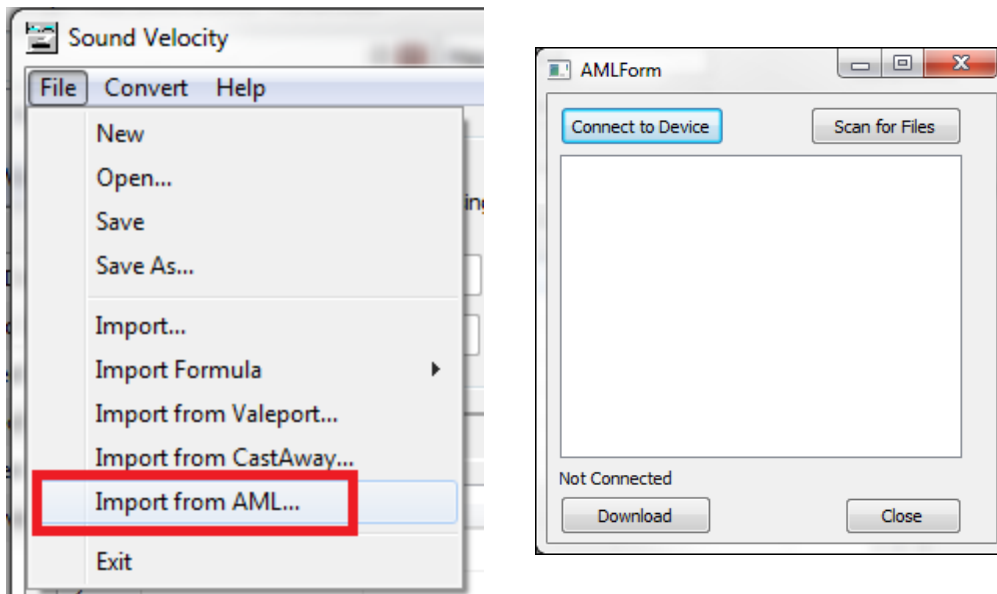 Sound Velocity
File Convert Help
New
Open...
Save
Save As...
Import...
Import Formula
Import from Valeport...
Import from CastAway...
Import from AML...
Exit
AMLForm
Connect to Device
Scan for Files
Not Connected
Download
Close